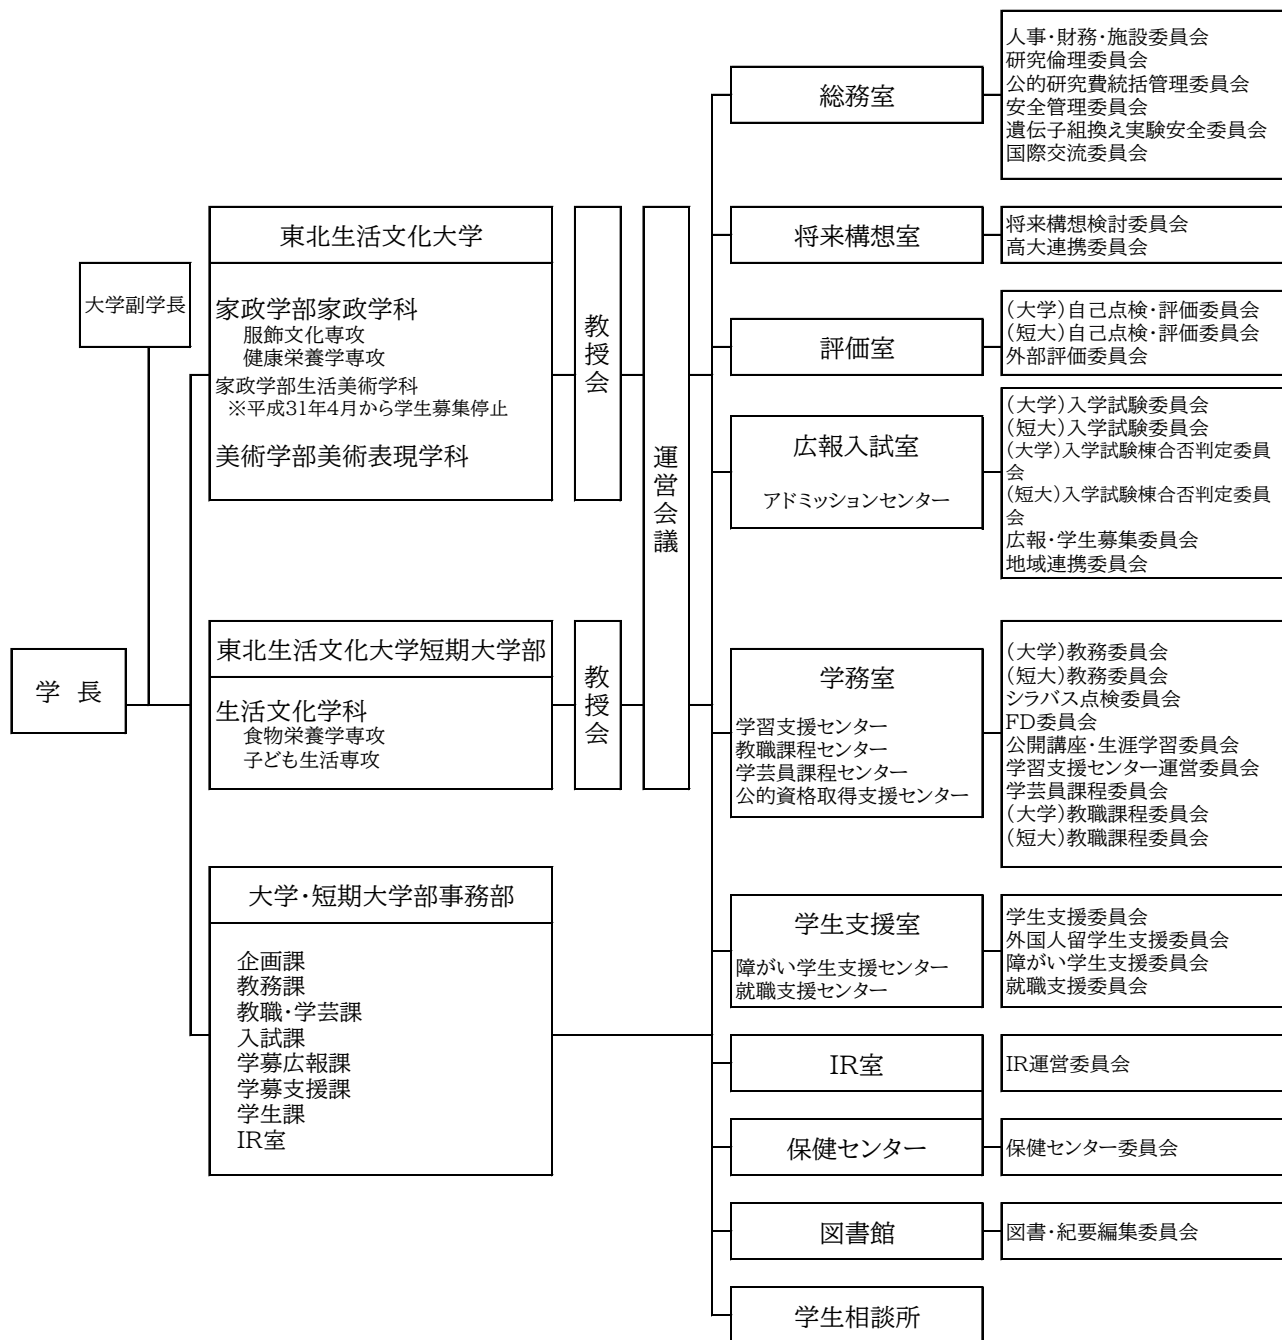 学 長
大学副学長
東北生活文化大学
家政学部家政学科
服飾文化専攻
健康栄養学専攻
家政学部生活美術学科
※平成31年4月から学生募集停止
美術学部美術表現学科
東北生活文化大学短期大学部
生活文化学科
食物栄養学専攻
子ども生活専攻
大学・短期大学部事務部
企画課
教務課
教職・学芸課
入試課
学募広報課
学募支援課
学生課
IR室
教授会
教授会
運営会議
総務室
人事・財務・施設委員会
研究倫理委員会
公的研究費統括管理委員会
安全管理委員会
遺伝子組換え実験安全委員会
国際交流委員会
将来構想室
将来構想検討委員会
高大連携委員会
評価室
(大学)自己点検・評価委員会
(短大)自己点検・評価委員会
外部評価委員会
広報入試室
アドミッションセンター
(大学)入学試験委員会
(短大)入学試験委員会
(大学)入学試験棟合否判定委員
会
(短大)入学試験棟合否判定委員
会
広報・学生募集委員会
地域連携委員会
学務室
学習支援センター
教職課程センター
学芸員課程センター
公的資格取得支援センター
(大学)教務委員会
(短大)教務委員会
シラバス点検委員会
FD委員会
公開講座・生涯学習委員会
学習支援センター運営委員会
学芸員課程委員会
(大学)教職課程委員会
(短大)教職課程委員会
学生支援室
障がい学生支援センター
就職支援センター
学生支援委員会
外国人留学生支援委員会
障がい学生支援委員会
就職支援委員会
IR室
IR運営委員会
保健センター
保健センター委員会
図書館
図書・紀要編集委員会
学生相談所